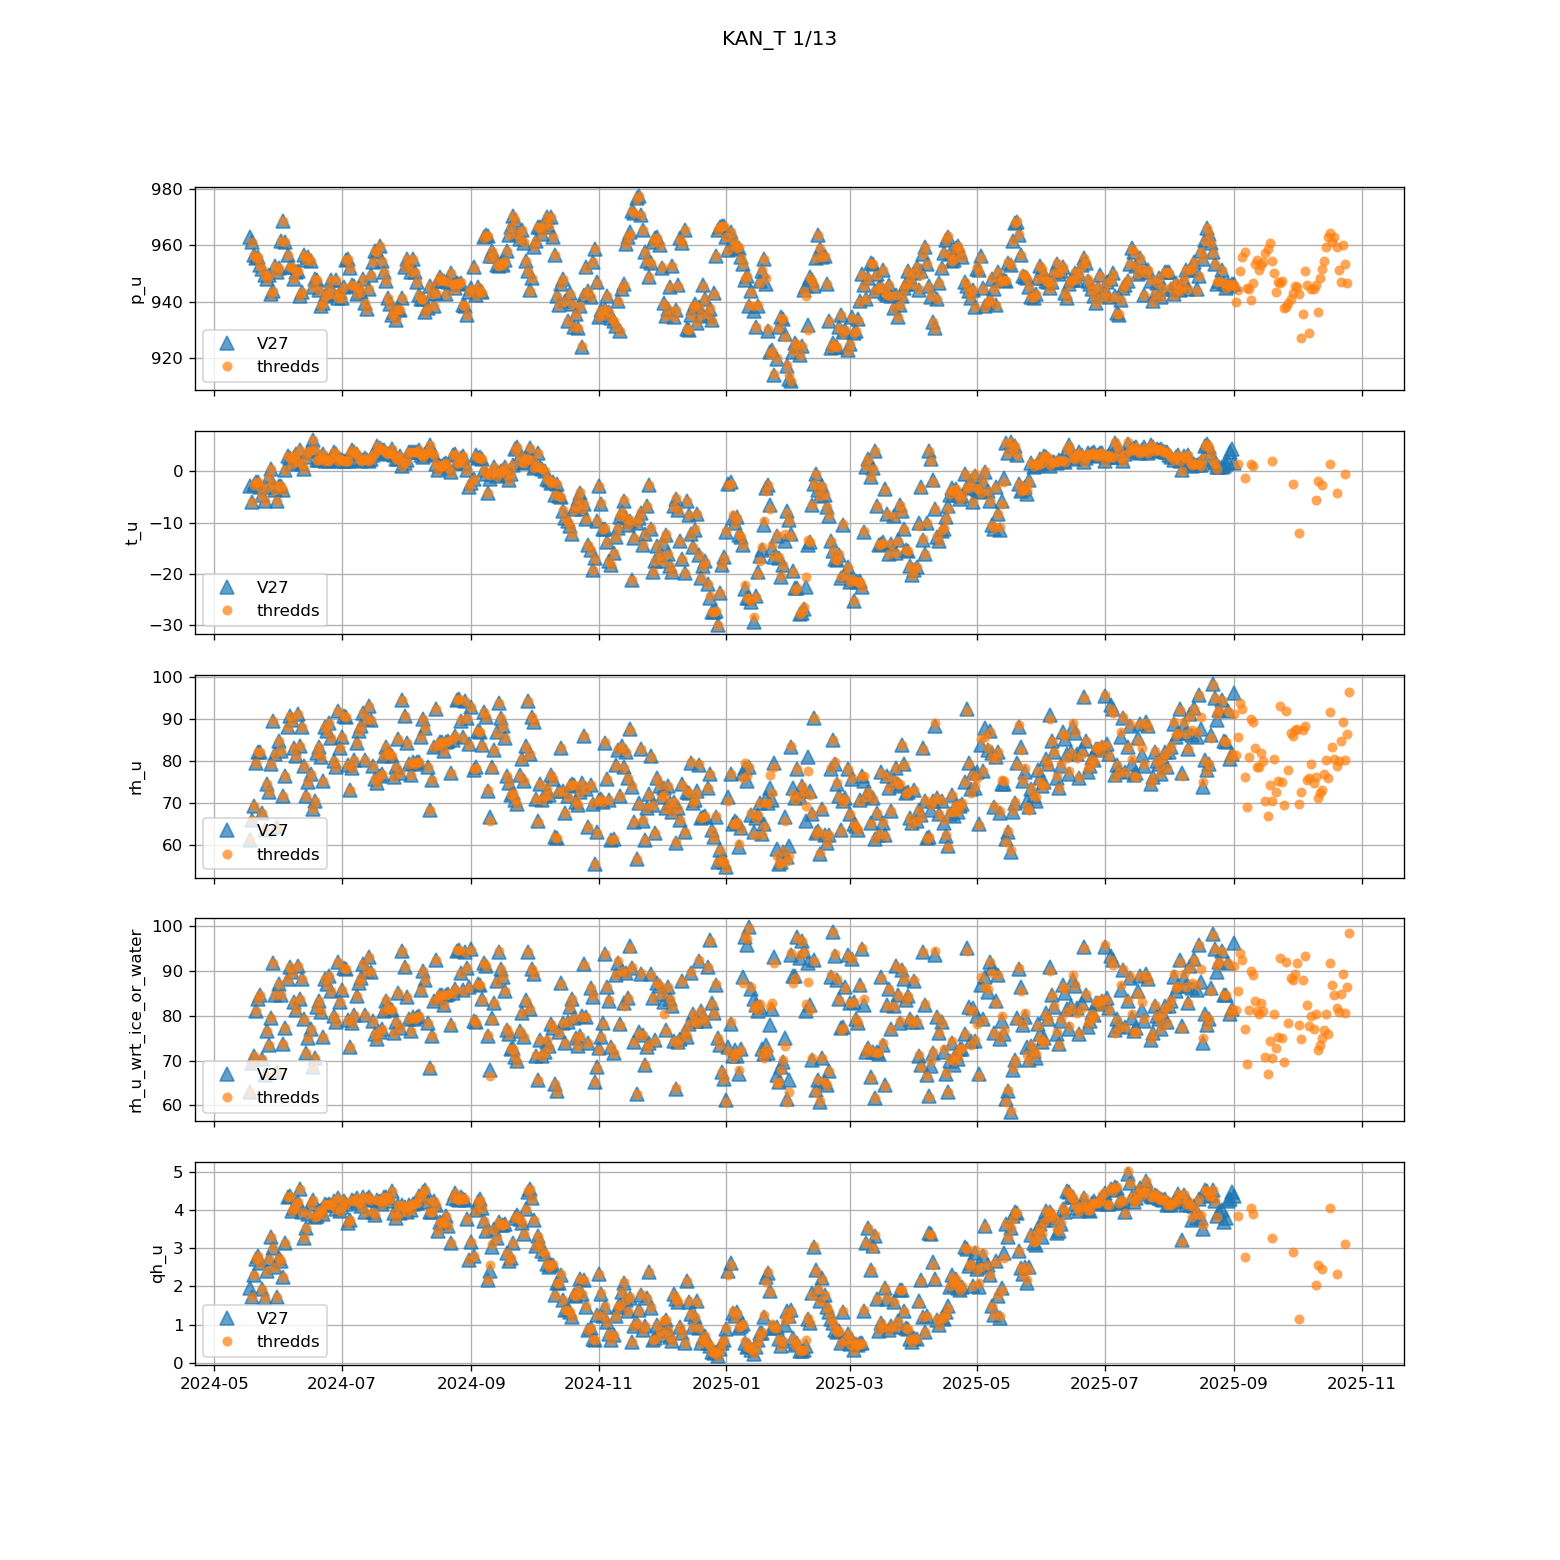 KAN_T 1/13
980
960
940
920
p_u
V27
thredds
0
−10
−20
−30
t_u
V27
thredds
100
90
80
70
60
rh_u
V27
thredds
100
90
80
70
60
rh_u_wrt_ice_or_water
V27
thredds
5
4
3
2
1
0
qh_u
V27
thredds
2024-05 2024-07 2024-09 2024-11 2025-01 2025-03 2025-05 2025-07 2025-09 2025-11